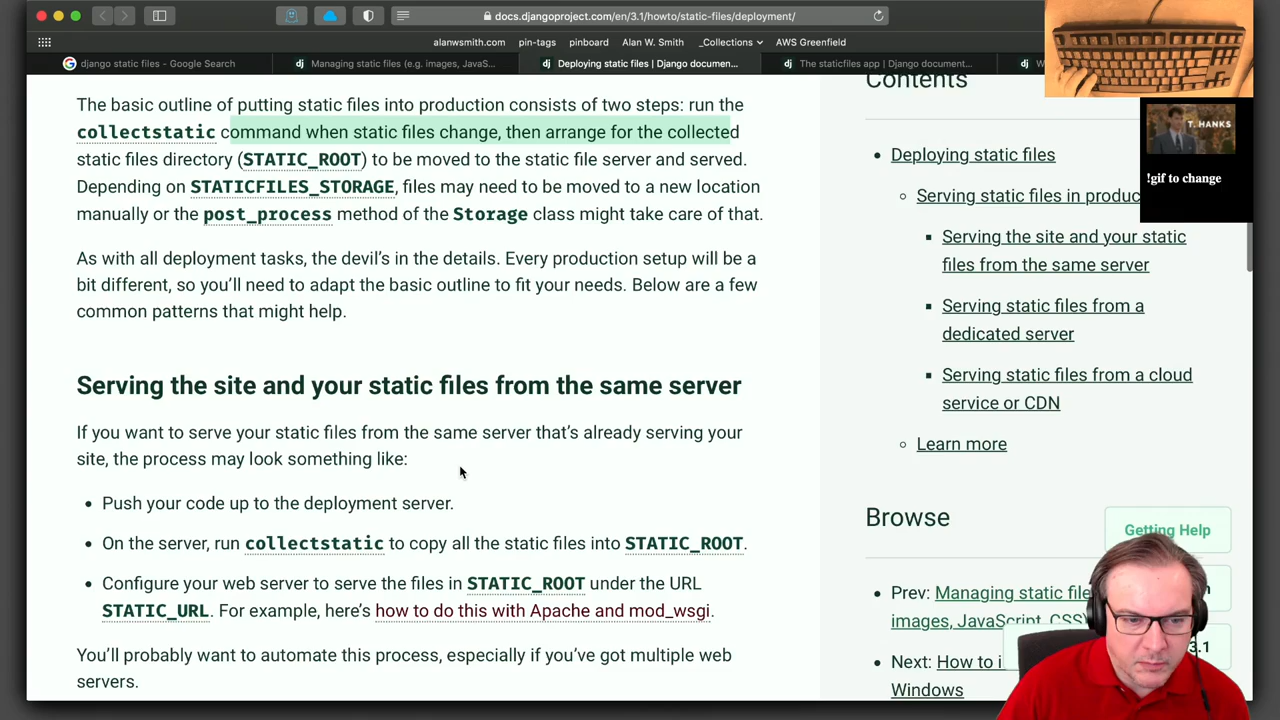 docs.djangoproject.com/en/3.1/howto/static-files/deployment/
alanwsmith.com pin-tags pinboard Alan W. Smith _Collections AWS Greenfield
django static files - Google Search
Managing static files (e.g. images, JavaS...
Deploying static files | Django documen...
The staticfiles app | Django document...
W
The basic outline of putting static files into production consists of two steps: run the
collectstatic command when static files change, then arrange for the collected
static files directory (STATIC_ROOT) to be moved to the static file server and served.
Depending on STATICFILES_STORAGE, files may need to be moved to a new location
manually or the post_process method of the Storage class might take care of that.
As with all deployment tasks, the devil's in the details. Every production setup will be a
bit different, so you'll need to adapt the basic outline to fit your needs. Below are a few
common patterns that might help.
Serving the site and your static files from the same server
If you want to serve your static files from the same server that's already serving your
site, the process may look something like:
• Push your code up to the deployment server.
• On the server, run collectstatic to copy all the static files into STATIC_ROOT.
• Configure your web server to serve the files in STATIC_ROOT under the URL
STATIC_URL. For example, here's how to do this with Apache and mod_wsgi.
You'll probably want to automate this process, especially if you've got multiple web
servers.
Contents
Deploying static files
Serving static files in produc
Serving the site and your static
files from the same server
Serving static files from a
dedicated server
Serving static files from a cloud
service or CDN
Learn more
Browse
Prev: Managing static file
images, JavaScript, CSS
Next: How to i
Windows
T. HANKS
!gif to change
Getting Help
3.1